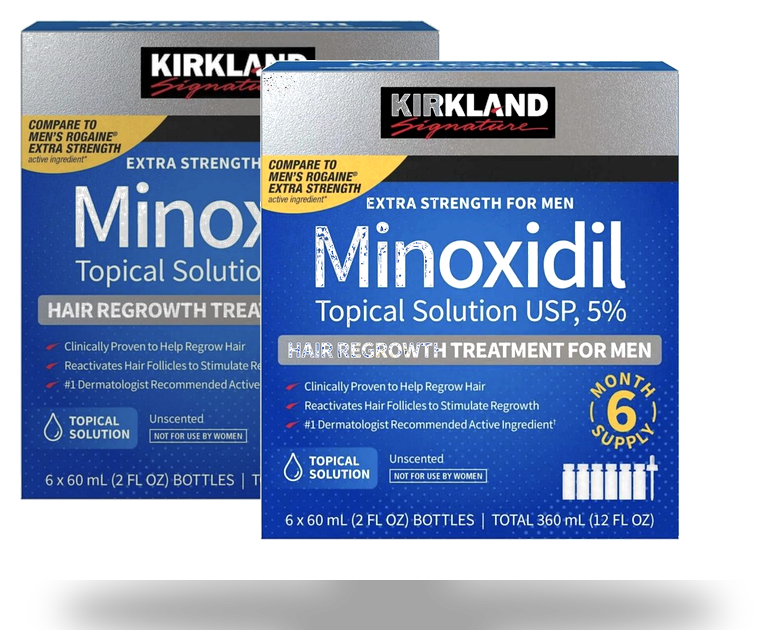 KIRKLAND
Signature
COMPARE TO
MEN'S ROGAINE®
EXTRA STRENGTH
active ingredient*
EXTRA STRENGTH
Topical
HAIR REGROWTH
Clinically Proven to Help Regrow Hair
Reactivates Hair Follicles to Stimulate
#1 Dermatologist Recommended Active
TOPICAL
SOLUTION
Unscented
NOT FOR USE BY WOMEN
6 x 60 mL (2 FL OZ) BOTTLES |
Minoxidil
KIRKLAND
Signature
COMPARE TO
MEN'S ROGAINE®
EXTRA STRENGTH
active ingredient*
EXTRA STRENGTH FOR MEN
Minoxidil
Topical Solution USP, 5%
HAIR REGROWTH TREATMENT FOR MEN
Clinically Proven to Help Regrow Hair
Reactivates Hair Follicles to Stimulate Regrowth
#1 Dermatologist Recommended Active Ingredient†
MONTH
6
SUPPLY
TOPICAL
SOLUTION
Unscented
NOT FOR USE BY WOMEN
6 x 60 mL (2 FL OZ) BOTTLES | TOTAL 360 mL (12 FL OZ)